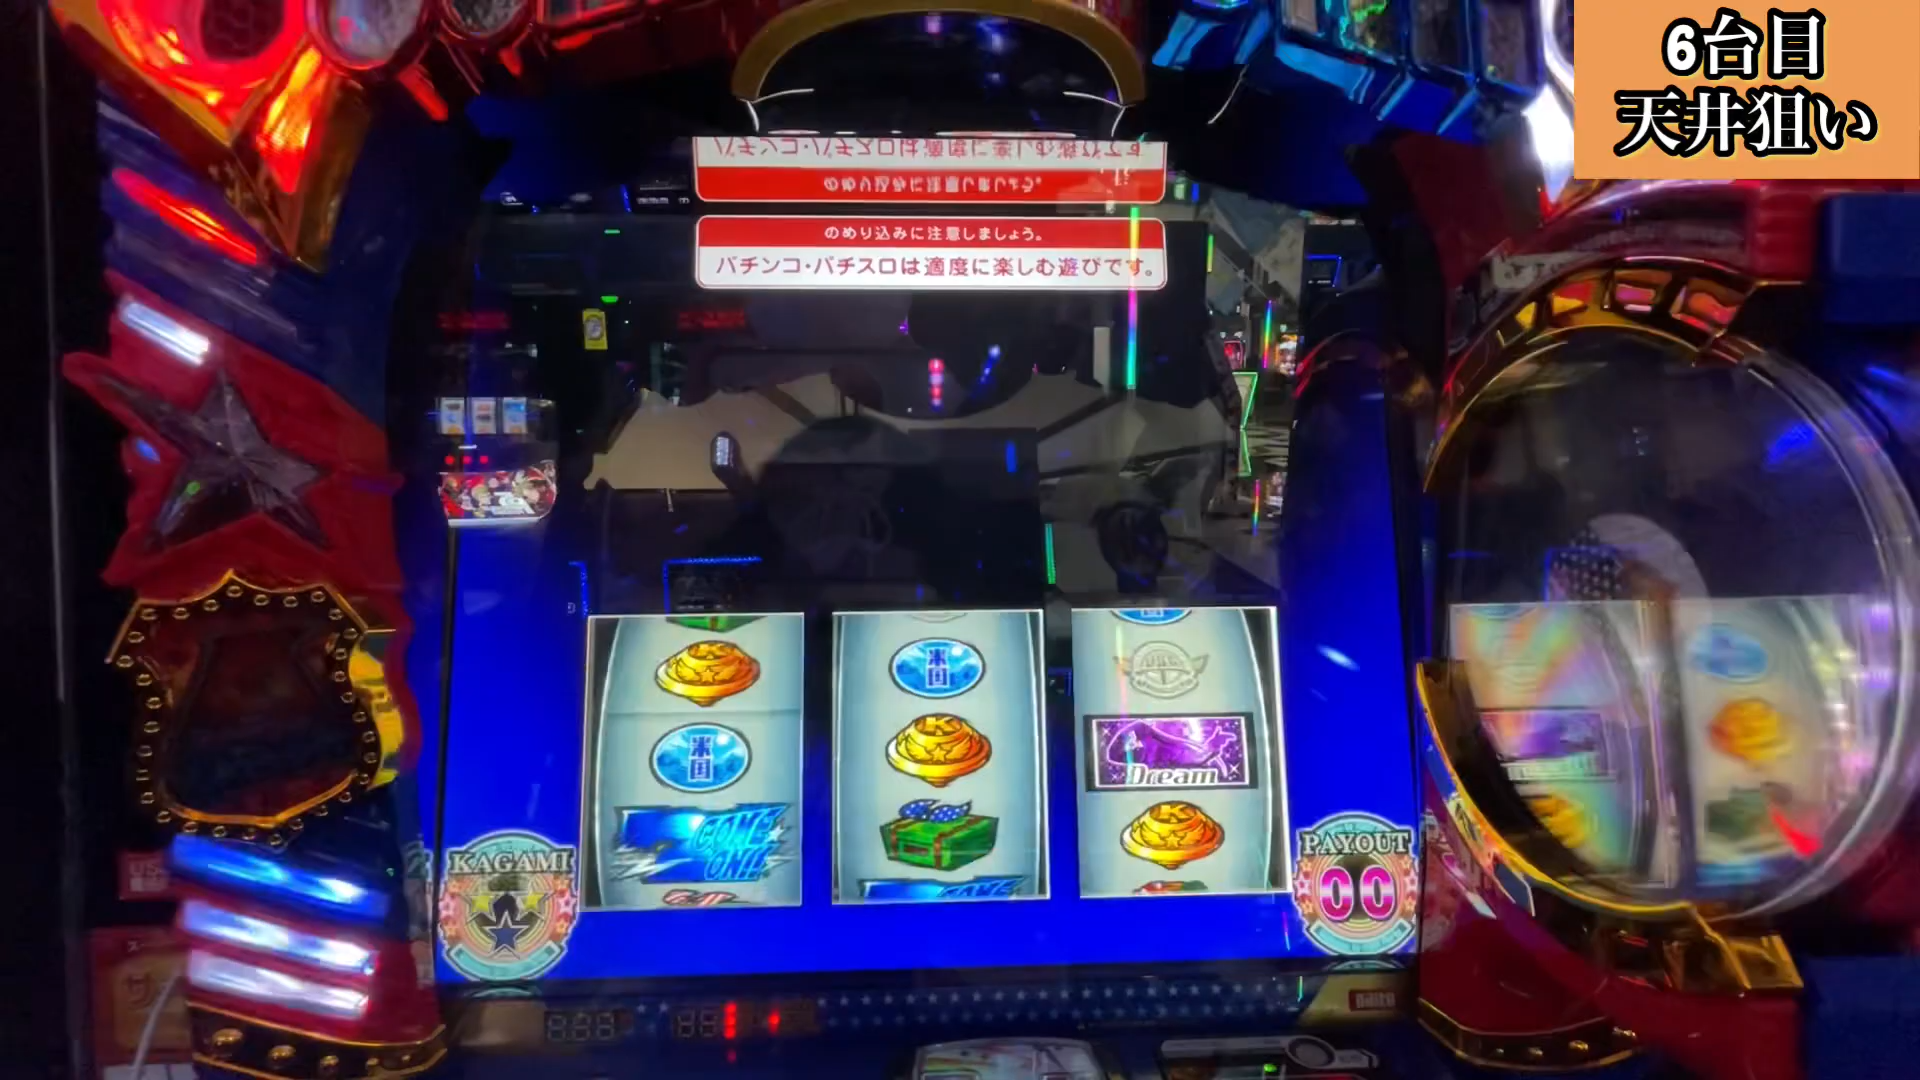 6台目
天井狙い
のめり込みに注意しましょう。
パチンコ・パチスロは適度に楽しむ遊びです。
米国
K
米国
K
Dream
COME
ON!!
K
COME
KAGAMI
PAYOUT
00